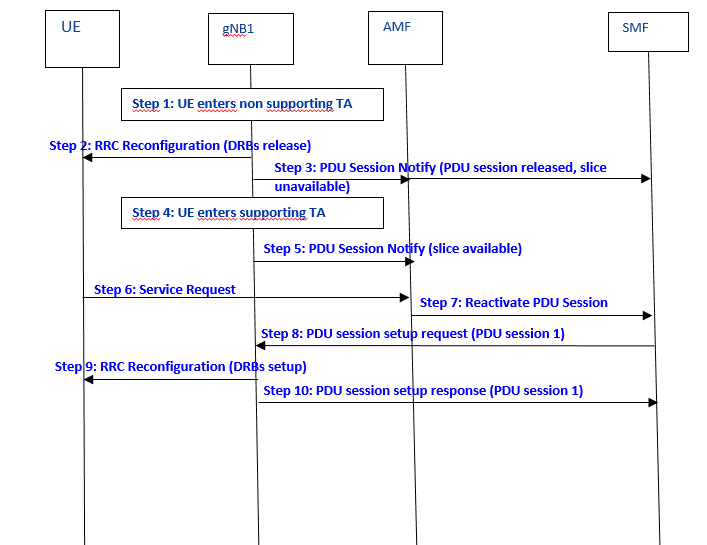 UE
gNB1
AMF
SMF
Step 1: UE enters non supporting TA
Step 2: RRC Reconfiguration (DRBs release)
Step 3: PDU Session Notify (PDU session released, slice
unavailable)
Step 4: UE enters supporting TA
Step 5: PDU Session Notify (slice available)
Step 6: Service Request
Step 7: Reactivate PDU Session
Step 8: PDU session setup request (PDU session 1)
Step 9: RRC Reconfiguration (DRBs setup)
Step 10: PDU session setup response (PDU session 1)